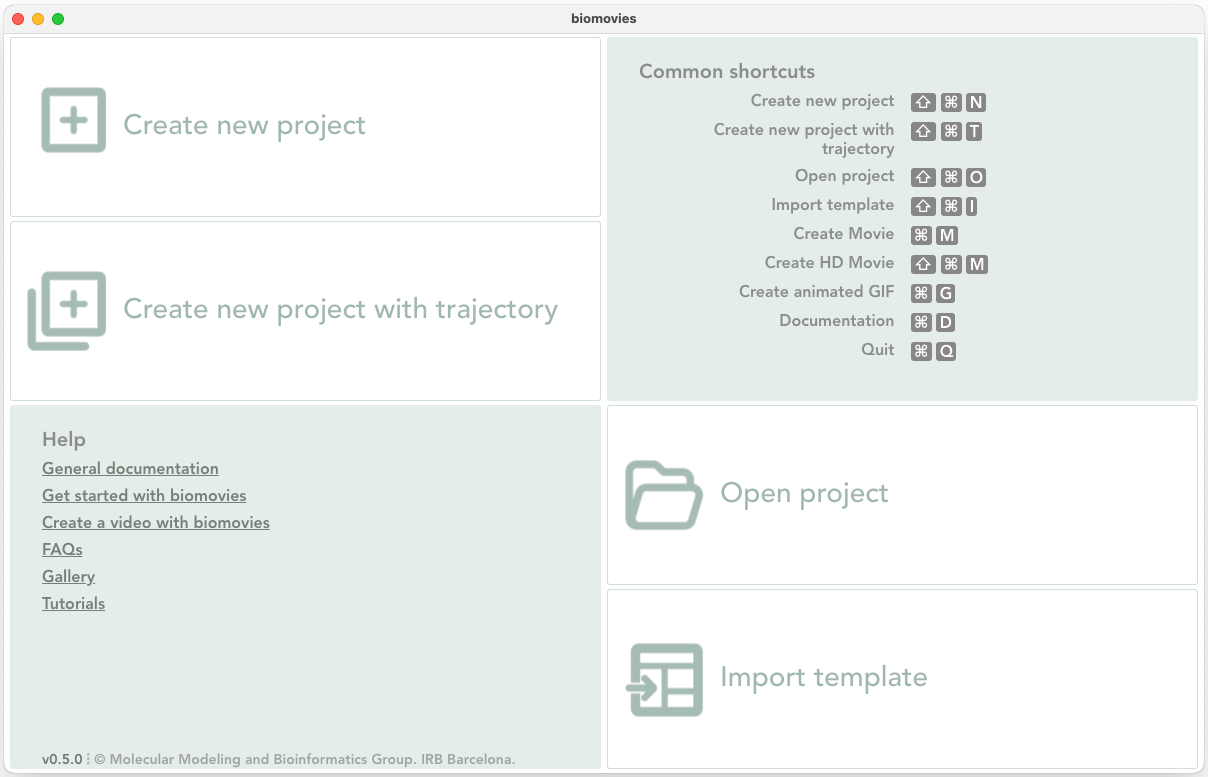 biomovies
Create new project
Create new project with trajectory
Common shortcuts
Create new project ⇧ ⌘ N
Create new project with ⇧ ⌘ T
trajectory
Open project ⇧ ⌘ O
Import template ⇧ ⌘ I
Create Movie ⌘ M
Create HD Movie ⇧ ⌘ M
Create animated GIF ⌘ G
Documentation ⌘ D
Quit ⌘ Q
Help
General documentation
Get started with biomovies
Create a video with biomovies
FAQs
Gallery
Tutorials
v0.5.0 ⁝ © Molecular Modeling and Bioinformatics Group. IRB Barcelona.
Open project
Import template